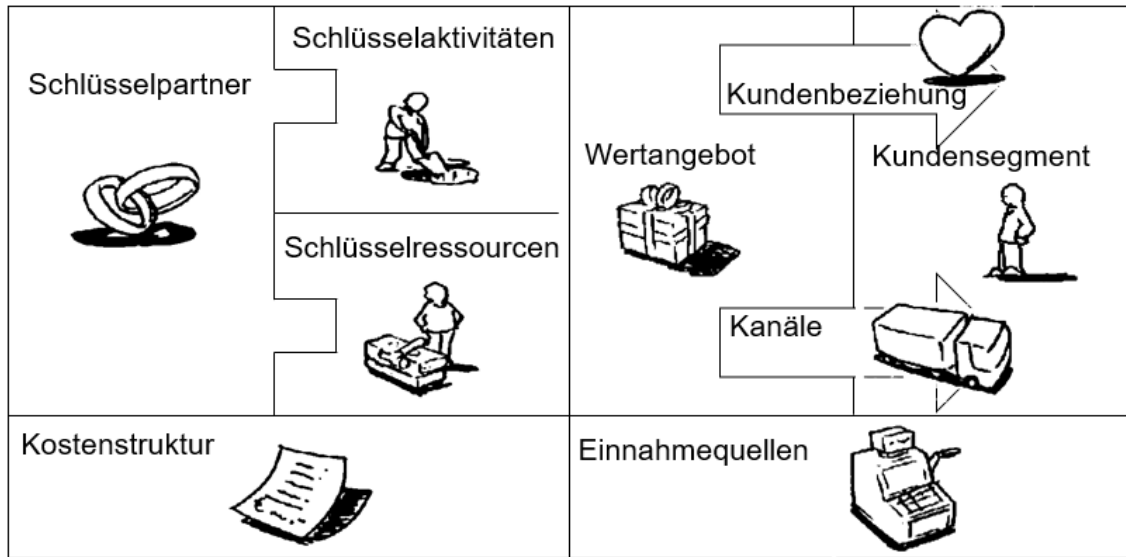 Schlüsselpartner
Schlüsselaktivitäten
Schlüsselressourcen
Wertangebot
Kundenbeziehung
Kundensegment
Kanäle
Kostenstruktur
Einnahmequellen